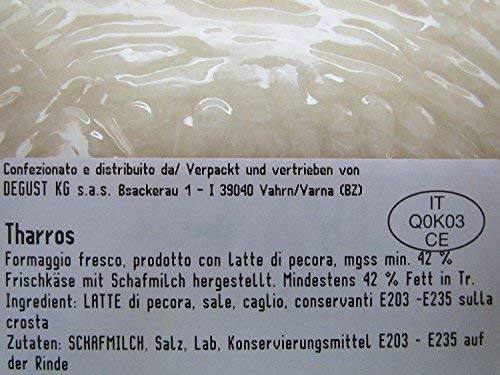 Confezionato e distribuito da/ Verpackt und vertrieben von
DEGUST KG s.a.s. Bsackerau 1 - I 39040 Vahrn/Varna (BZ)
IT
Q0K03
CE
Tharros
Formaggio fresco, prodotto con latte di pecora, mgss min. 42 %
Frischkäse mit Schafmilch hergestellt. Mindestens 42 % Fett in Tr.
Ingredient: LATTE di pecora, sale, caglio, conservanti E203 -E235 sulla
crosta
Zutaten: SCHAFMILCH, Salz, Lab, Konservierungsmittel E203 - E235 auf
der Rinde